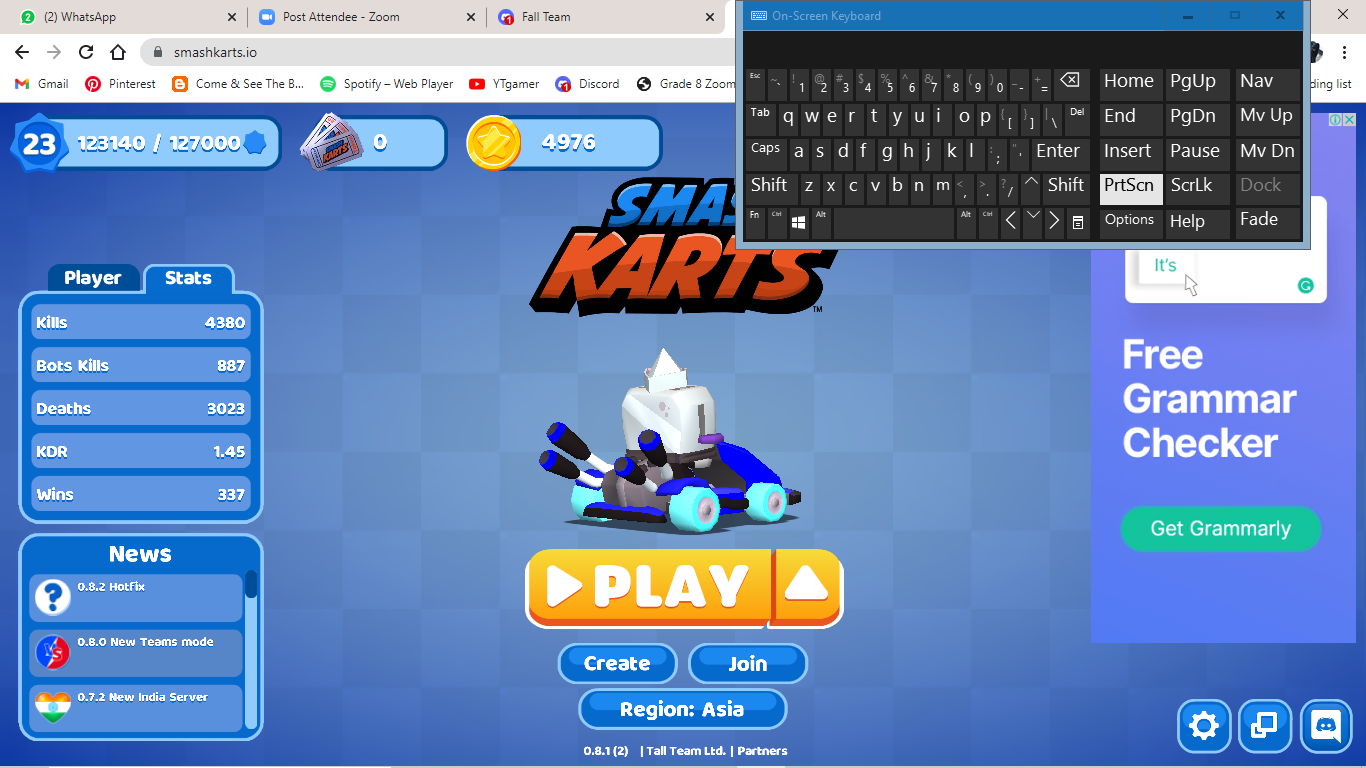 (2) WhatsApp
Post Attendee - Zoom
Fall Team
On-Screen Keyboard
smashkarts.io
Gmail
Pinterest
Come & See The B...
Spotify – Web Player
YTgamer
Discord
Grade 8 Zoom
ding list
Esc ~ ` ! 1 @ 2 # 3 $ 4 % 5 ^ 6 & 7 * 8 ( 9 ) 0 _ - + = Home PgUp Nav
Tab q w e r t y u i o p { [ } ] | \ Del End PgDn Mv Up
Caps a s d f g h j k l : ; " ' Enter Insert Pause Mv Dn
Shift z x c v b n m < , > . ? / Shift PrtScn ScrLk Dock
Fn Ctrl Alt Alt Ctrl Options Help Fade
23
123140 / 127000
KARTS
0
4976
SMAS
KARTS™
Player
Stats
Kills 4380
Bots Kills 887
Deaths 3023
KDR 1.45
Wins 337
News
0.8.2 Hotfix
VS
0.8.0 New Teams mode
0.7.2 New India Server
PLAY
Create
Join
Region: Asia
0.8.1 (2) | Tall Team Ltd. | Partners
It's
Free
Grammar
Checker
Get Grammarly